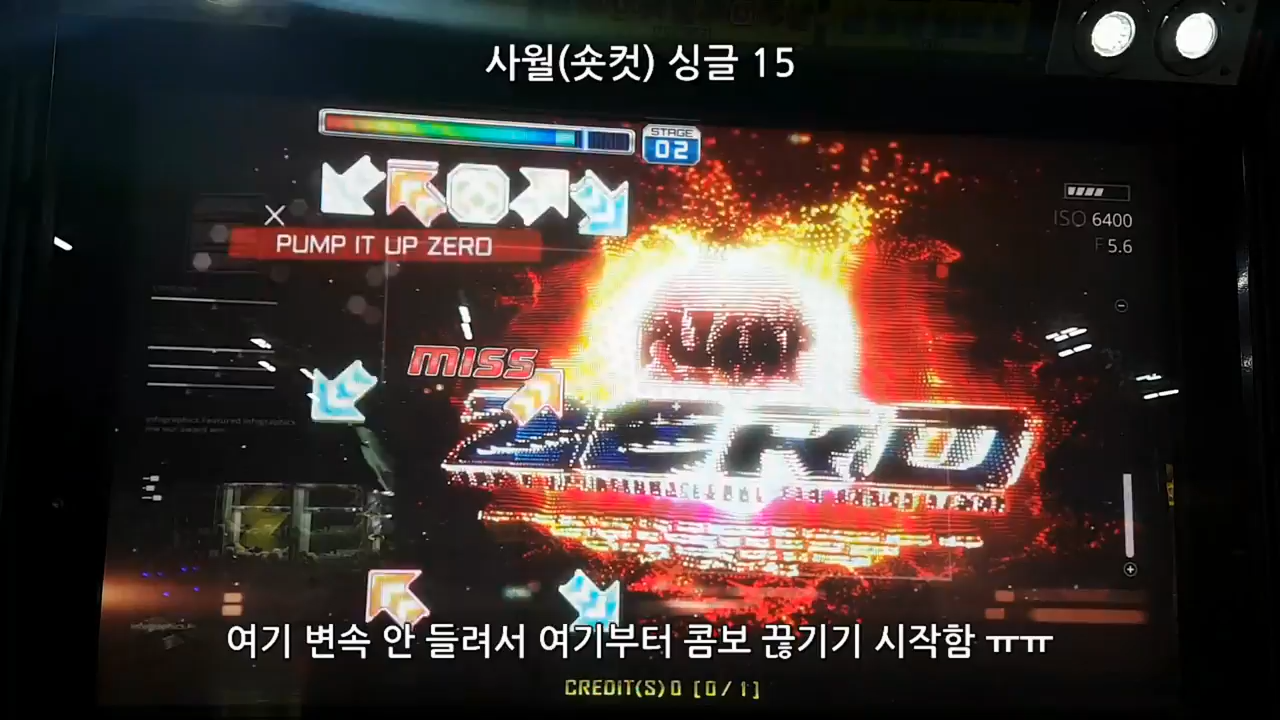 사월(숏컷) 싱글 15
STAGE
02
ISO 6400
F 5.6
PUMP IT UP ZERO
MISS
ZERO
여기 변속 안 들려서 여기부터 콤보 끊기기 시작함 ㅠㅠ
CREDIT(S) 0 [0/1]